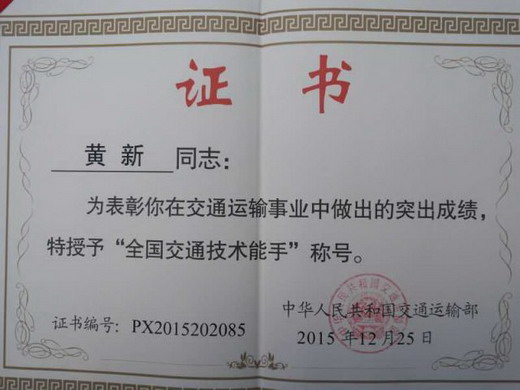 证书
黄新 同志：
为表彰你在交通运输事业中做出的突出成绩，
特授予“全国交通技术能手”称号。
中华人民共和国交通运输部
证书编号：PX2015202085
2015 年12月25日